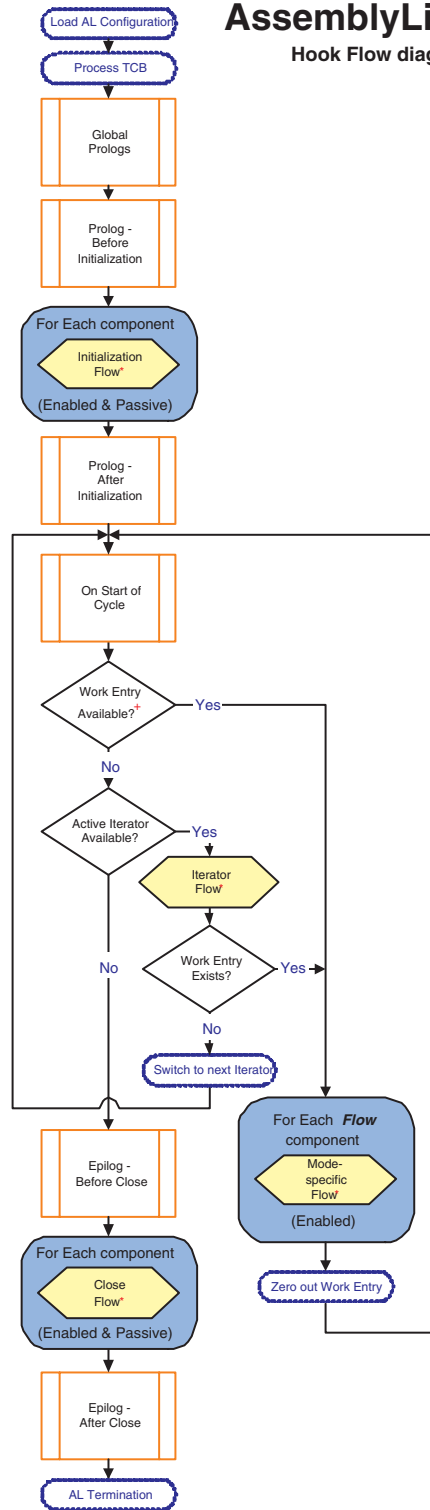 AssemblyLi
Hook Flow diag
Load AL Configuration
Process TCB
Global
Prologs
Prolog -
Before
Initialization
For Each component
Initialization
Flow*
(Enabled & Passive)
Prolog -
After
Initialization
On Start of
Cycle
Work Entry
Available?+
Yes
No
Active Iterator
Available?
Yes
Iterator
Flow*
No
Work Entry
Exists?
Yes
No
Switch to next Iterator
For Each Flow
component
Mode-
specific
Flow*
(Enabled)
Zero out Work Entry
Epilog -
Before Close
For Each component
Close
Flow*
(Enabled & Passive)
Epilog -
After Close
AL Termination